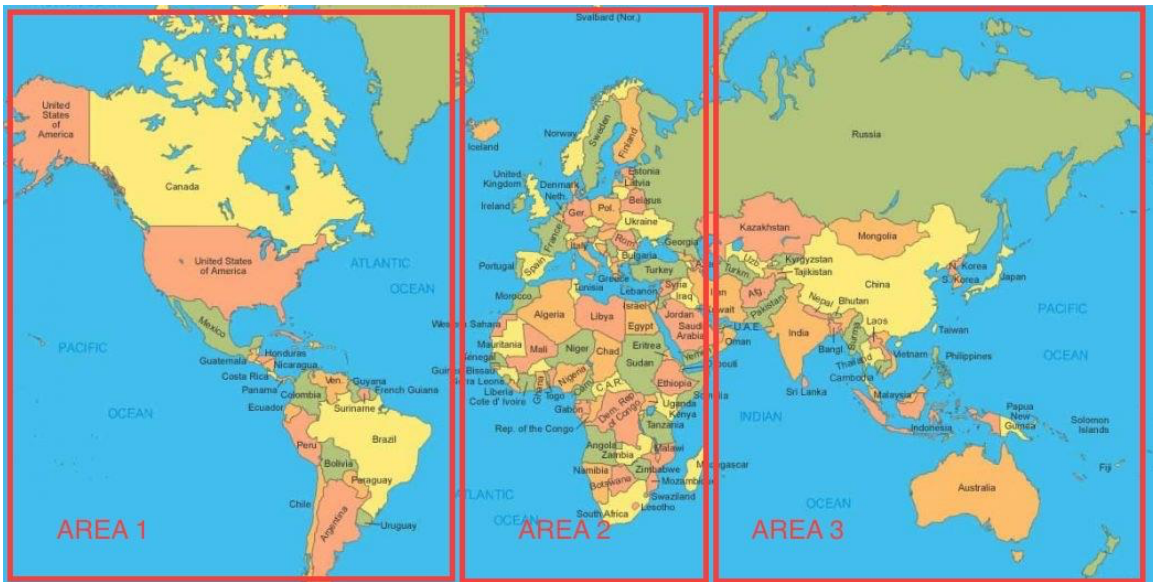 Svalbard (Nor.)
United
States
of
America
Canada
United States
of America
ATLANTIC
OCEAN
PACIFIC
OCEAN
Mexico
Guatemala
Honduras
Nicaragua
Costa Rica
Panama
Ven.
Guyana
French Guiana
Colombia
Suriname
Ecuador
Brazil
Peru
Bolivia
Paraguay
Chile
Argentina
Uruguay
AREA 1
Iceland
Norway
Sweden
Finland
United
Kingdom
Ireland
Denmark
Neth.
Estonia
Latvia
Belarus
Ger.
Pol.
Ukraine
France
Rom.
Italy
Bulgaria
Georgia
Portugal
Spain
Greece
Turkey
Tunisia
Lebanon
Syria
Iraq
Morocco
Israel
Jordan
Kuwait
Algeria
Libya
Egypt
Saudi
Arabia
U.A.E.
Oman
Western Sahara
Mauritania
Mali
Niger
Chad
Sudan
Eritrea
Yemen
Djibouti
Senegal
Guinea Bissau
Sierra Leona
Liberia
Cote d' Ivoire
Ghana
Togo
Nigeria
C.A.R.
Ethiopia
Somalia
Gabon
Rep. of the Congo
Dem. Rep
of Congo
Uganda
Kenya
Tanzania
Angola
Zambia
Malawi
Namibia
Botswana
Zimbabwe
Mozambique
Madagascar
Swaziland
Lesotho
South Africa
ATLANTIC
OCEAN
AREA 2
Russia
Kazakhstan
Mongolia
Uzb.
Kyrgyzstan
Turkm.
Tajikistan
China
N. Korea
S. Korea
Japan
Iran
Afg.
Pakistan
Nepal
Bhutan
India
Bangl.
Burma
Laos
Taiwan
Thailand
Vietnam
Cambodia
Philippines
Sri Lanka
Malaysia
Indonesia
Papua
New
Guinea
Solomon
Islands
Fiji
PACIFIC
OCEAN
INDIAN
OCEAN
Australia
AREA 3